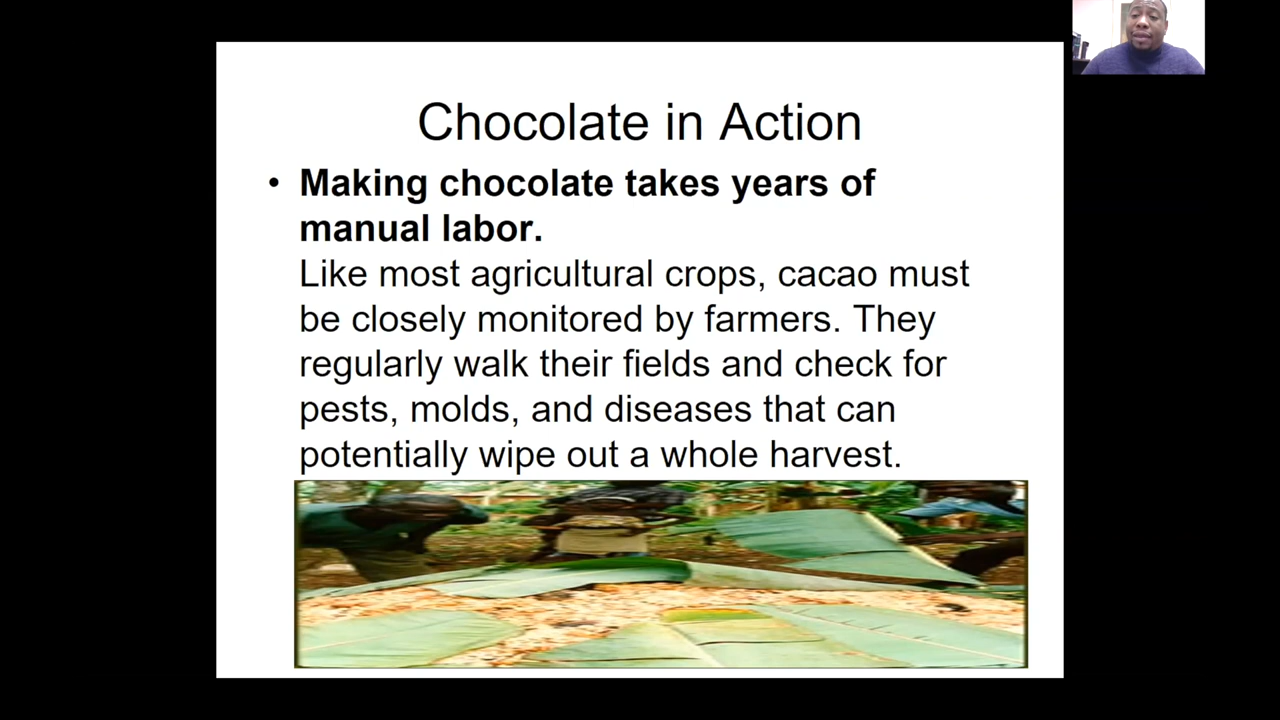 Chocolate in Action
• Making chocolate takes years of
manual labor.
Like most agricultural crops, cacao must
be closely monitored by farmers. They
regularly walk their fields and check for
pests, molds, and diseases that can
potentially wipe out a whole harvest.